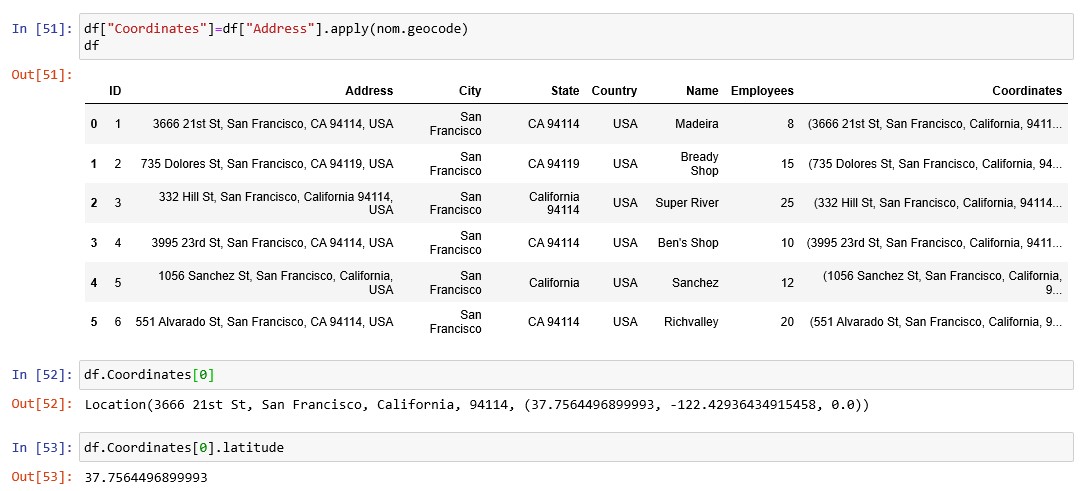 In [51]: df["Coordinates"]=df["Address"].apply(nom.geocode)
df
Out[51]:
ID Address City State Country Name Employees Coordinates
0 1 3666 21st St, San Francisco, CA 94114, USA San Francisco CA 94114 USA Madeira 8 (3666 21st St, San Francisco, California, 9411...
1 2 735 Dolores St, San Francisco, CA 94119, USA San Francisco CA 94119 USA Bready Shop 15 (735 Dolores St, San Francisco, California, 94...
2 3 332 Hill St, San Francisco, California 94114, USA San Francisco California 94114 USA Super River 25 (332 Hill St, San Francisco, California, 94114...
3 4 3995 23rd St, San Francisco, CA 94114, USA San Francisco CA 94114 USA Ben's Shop 10 (3995 23rd St, San Francisco, California, 9411...
4 5 1056 Sanchez St, San Francisco, California, USA San Francisco California USA Sanchez 12 (1056 Sanchez St, San Francisco, California, 9...
5 6 551 Alvarado St, San Francisco, CA 94114, USA San Francisco CA 94114 USA Richvalley 20 (551 Alvarado St, San Francisco, California, 9...
In [52]: df.Coordinates[0]
Out[52]: Location(3666 21st St, San Francisco, California, 94114, (37.7564496899993, -122.42936434915458, 0.0))
In [53]: df.Coordinates[0].latitude
Out[53]: 37.7564496899993